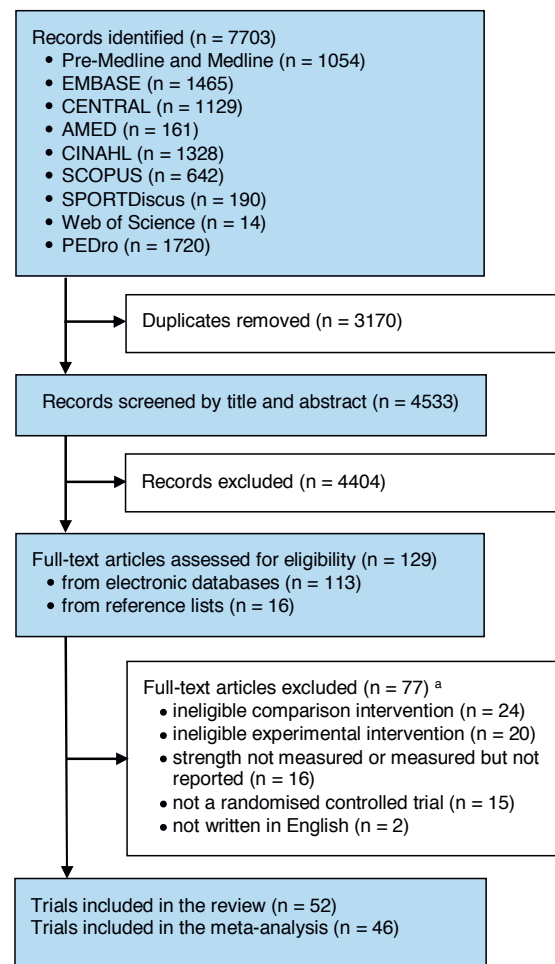 Records identified (n = 7703)
• Pre-Medline and Medline (n = 1054)
• EMBASE (n = 1465)
• CENTRAL (n = 1129)
• AMED (n = 161)
• CINAHL (n = 1328)
• SCOPUS (n = 642)
• SPORTDiscus (n = 190)
• Web of Science (n = 14)
• PEDro (n = 1720)
Duplicates removed (n = 3170)
Records screened by title and abstract (n = 4533)
Records excluded (n = 4404)
Full-text articles assessed for eligibility (n = 129)
• from electronic databases (n = 113)
• from reference lists (n = 16)
Full-text articles excluded (n = 77) a
• ineligible comparison intervention (n = 24)
• ineligible experimental intervention (n = 20)
• strength not measured or measured but not
reported (n = 16)
• not a randomised controlled trial (n = 15)
• not written in English (n = 2)
Trials included in the review (n = 52)
Trials included in the meta-analysis (n = 46)